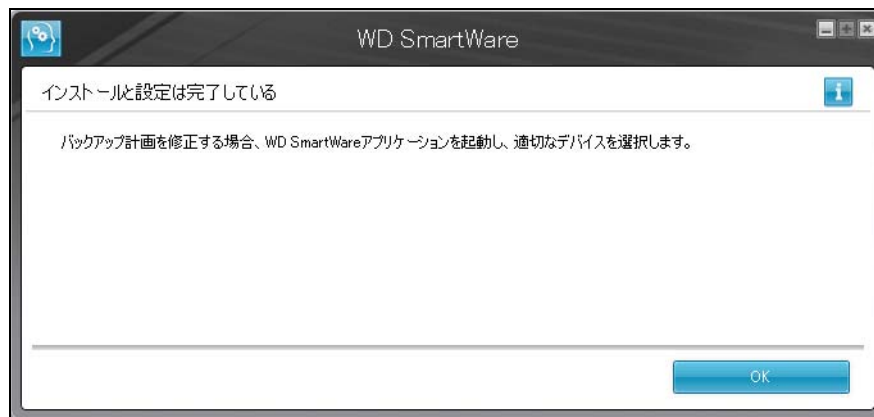 WD SmartWare
インストールと設定は完了している
バックアップ計画を修正する場合、WD SmartWareアプリケーションを起動し、適切なデバイスを選択します。
OK